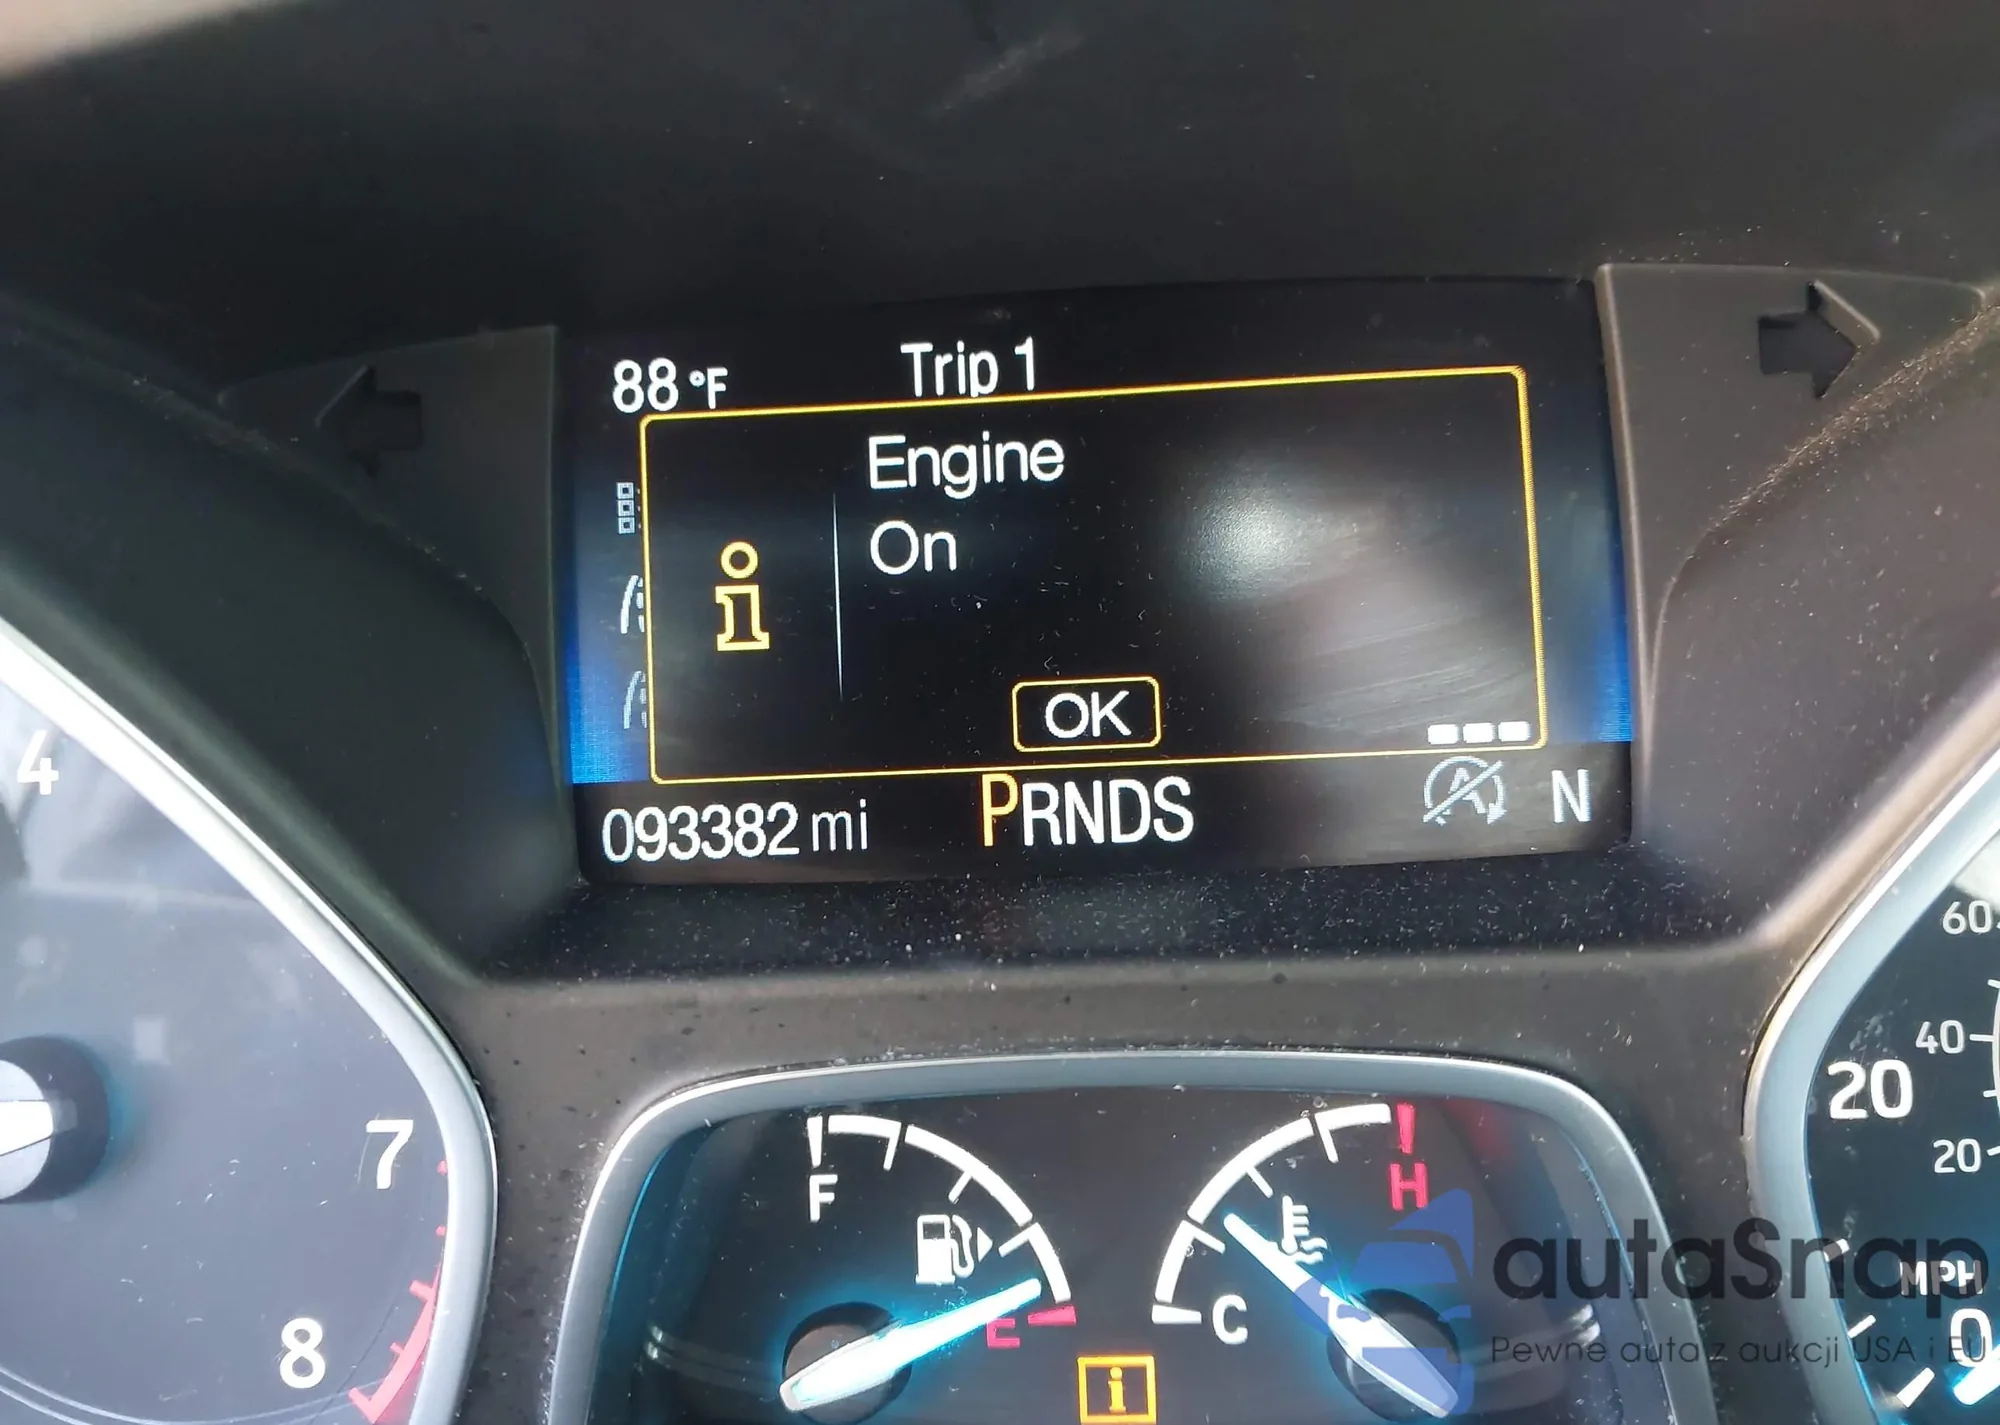 88 °F Trip 1
Engine
On
OK
093382 mi PRNDS N
4
7
8
F
E
C
H
60
40
20
20
MPH
0
autaSnap
Pewne auta z aukcji USA i EU